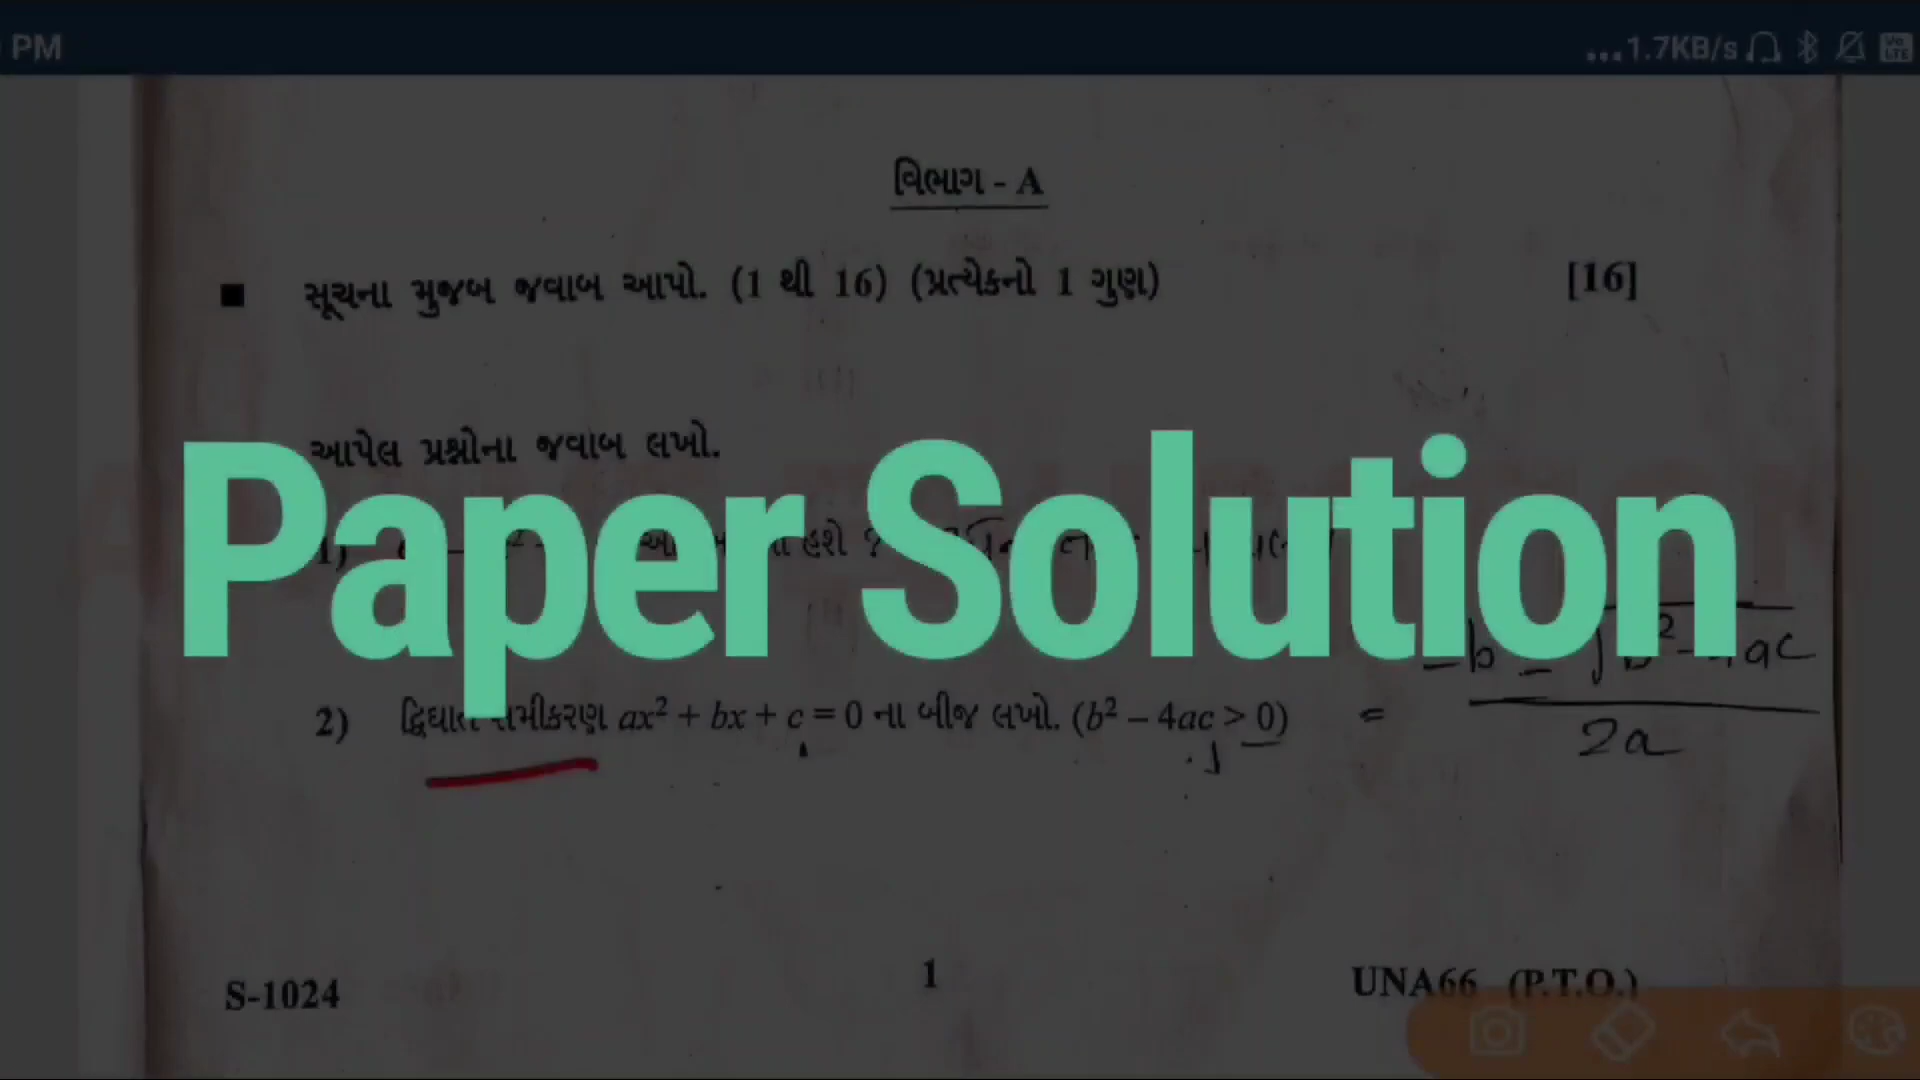 PM ...1.7KB/s
વિભાગ - A
■ સૂચના મુજબ જવાબ આપો. (1 થી 16) (પ્રત્યેકનો 1 ગુણ) [16]
આપેલ પ્રશ્નોના જવાબ લખો.
Paper Solution
1) હશે ?
2) દ્વિઘાત સમીકરણ ax² + bx + c = 0 ના બીજ લખો. (b² – 4ac > 0) =
2a
S-1024 1 UNA66 (P.T.O.)